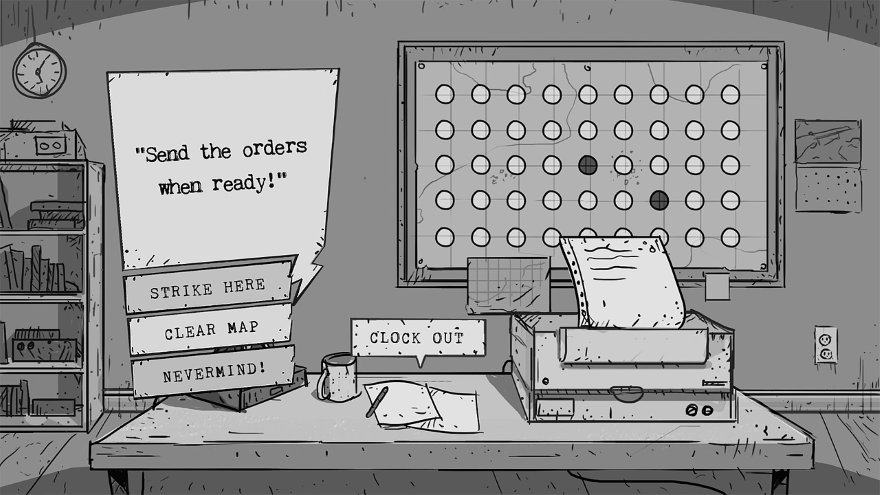 "Send the orders
when ready!"
STRIKE HERE
CLEAR MAP
NEVERMIND!
CLOCK OUT